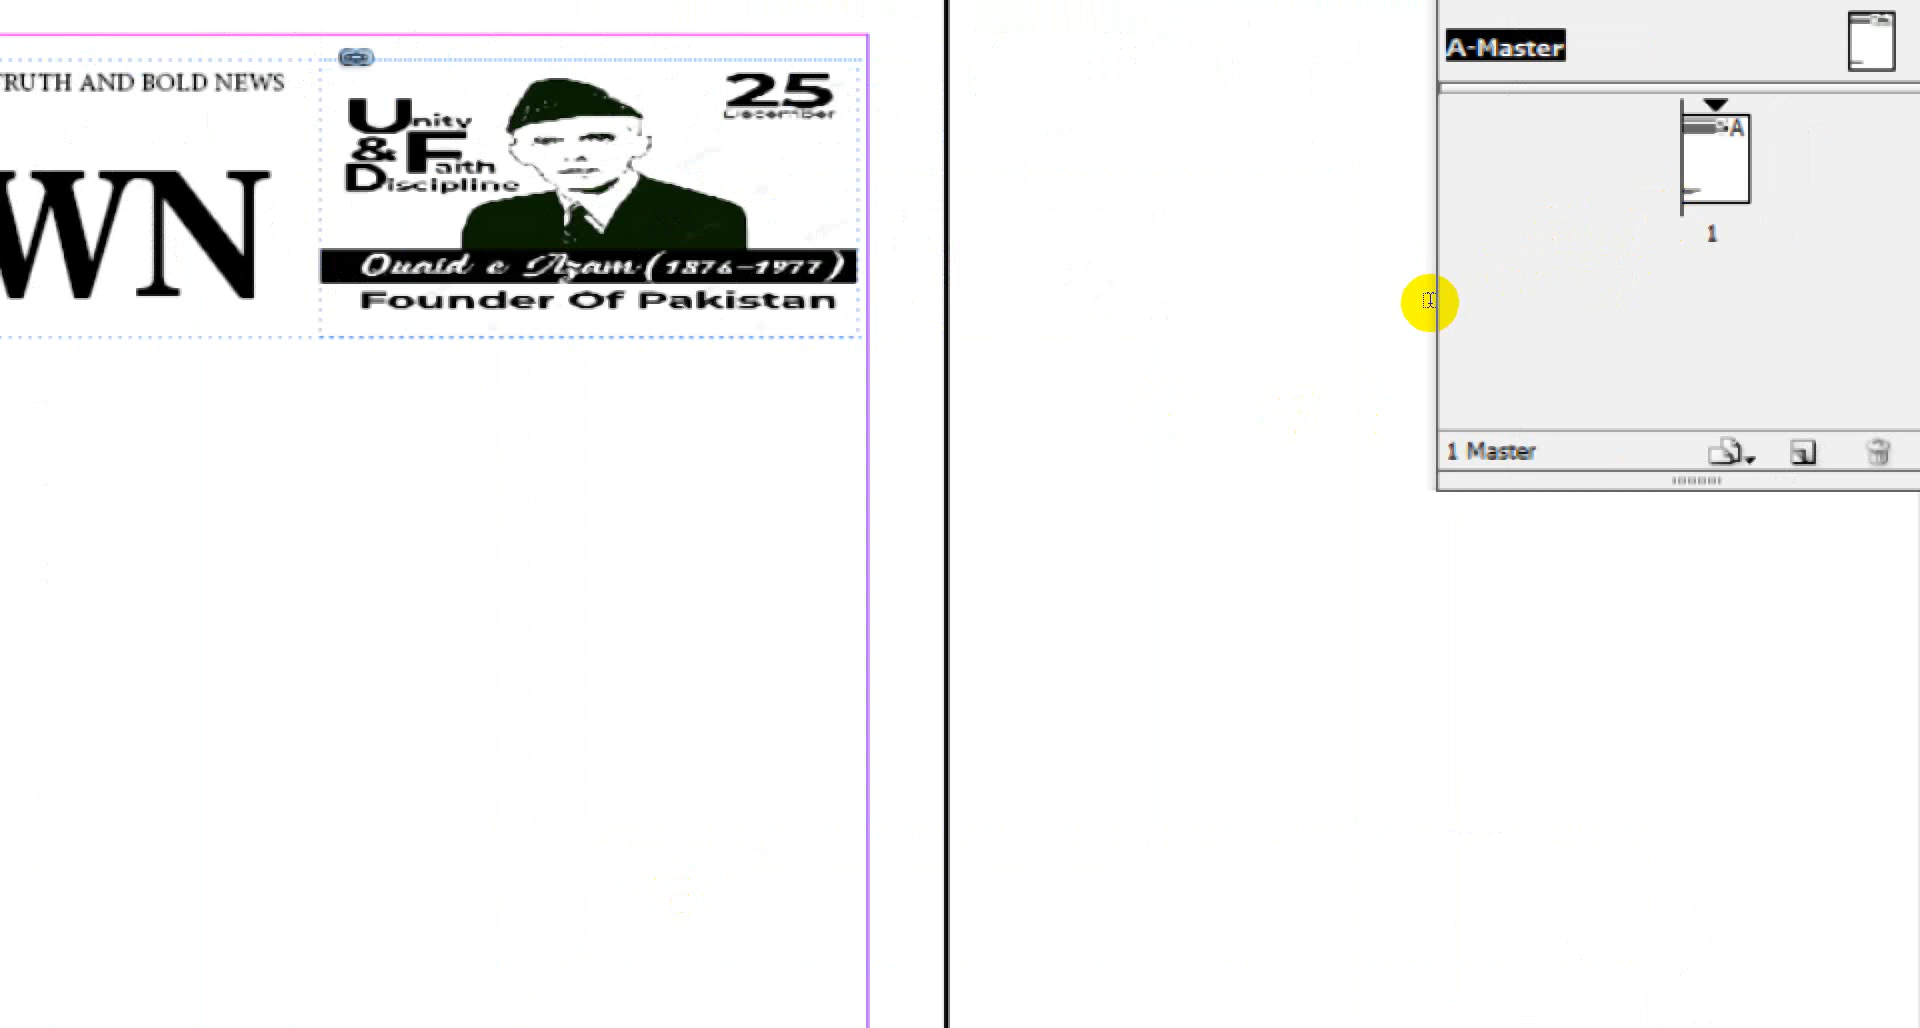 TRUTH AND BOLD NEWS
WN
Unity
& Faith
Discipline
25
December
Quaid e Azam (1876-1977)
Founder Of Pakistan
A-Master
A
1
1 Master